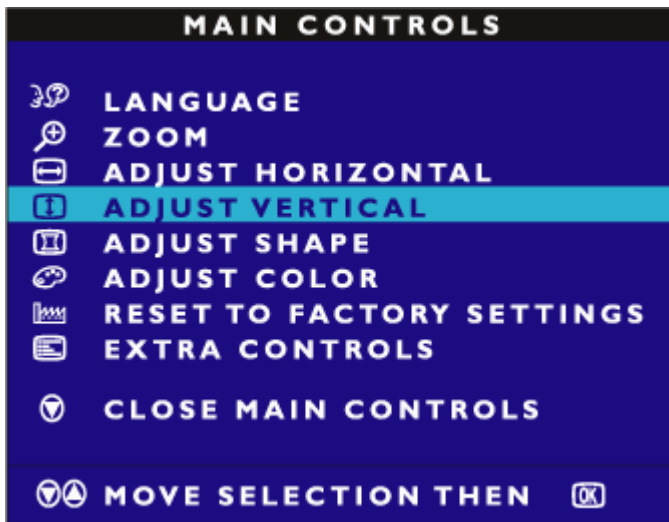 MAIN CONTROLS
LANGUAGE
ZOOM
ADJUST HORIZONTAL
ADJUST VERTICAL
ADJUST SHAPE
ADJUST COLOR
RESET TO FACTORY SETTINGS
EXTRA CONTROLS
CLOSE MAIN CONTROLS
MOVE SELECTION THEN OK